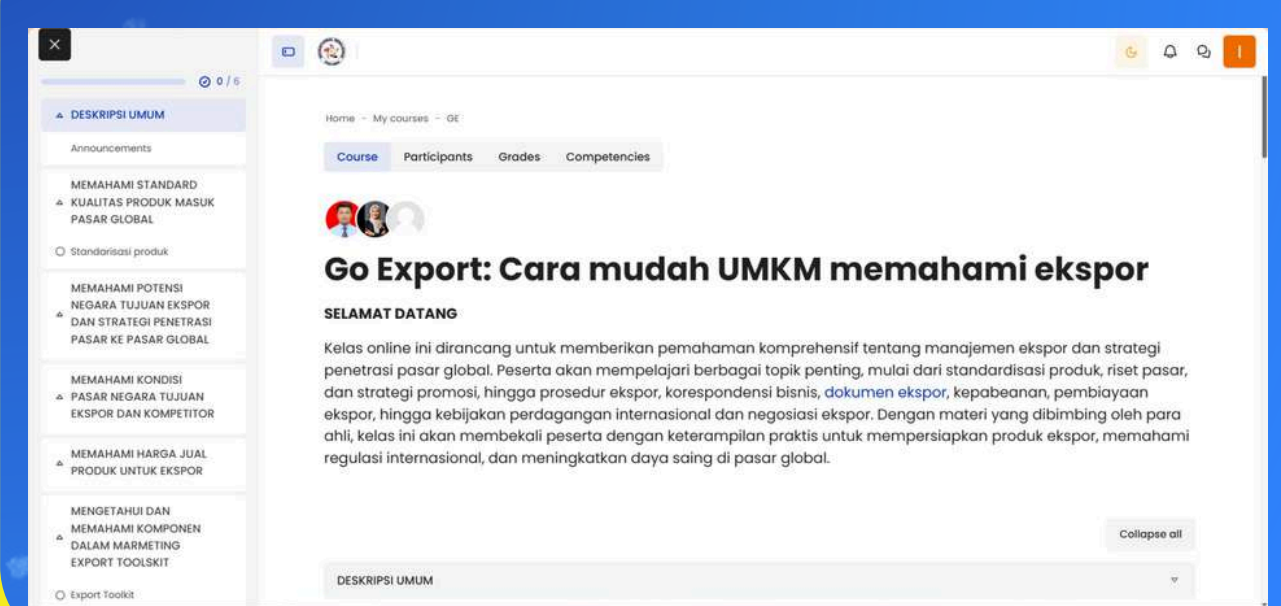 0 / 6
DESKRIPSI UMUM
Announcements
MEMAHAMI STANDARD
KUALITAS PRODUK MASUK
PASAR GLOBAL
Standarisasi produk
MEMAHAMI POTENSI
NEGARA TUJUAN EKSPOR
DAN STRATEGI PENETRASI
PASAR KE PASAR GLOBAL
MEMAHAMI KONDISI
PASAR NEGARA TUJUAN
EKSPOR DAN KOMPETITOR
MEMAHAMI HARGA JUAL
PRODUK UNTUK EKSPOR
MENGETAHUI DAN
MEMAHAMI KOMPONEN
DALAM MARMETING
EXPORT TOOLSKIT
Export Toolkit
I
Home - My courses - GE
Course Participants Grades Competencies
Go Export: Cara mudah UMKM memahami ekspor
SELAMAT DATANG
Kelas online ini dirancang untuk memberikan pemahaman komprehensif tentang manajemen ekspor dan strategi
penetrasi pasar global. Peserta akan mempelajari berbagai topik penting, mulai dari standardisasi produk, riset pasar,
dan strategi promosi, hingga prosedur ekspor, korespondensi bisnis, dokumen ekspor, kepabeanan, pembiayaan
ekspor, hingga kebijakan perdagangan internasional dan negosiasi ekspor. Dengan materi yang dibimbing oleh para
ahli, kelas ini akan membekali peserta dengan keterampilan praktis untuk mempersiapkan produk ekspor, memahami
regulasi internasional, dan meningkatkan daya saing di pasar global.
Collapse all
DESKRIPSI UMUM